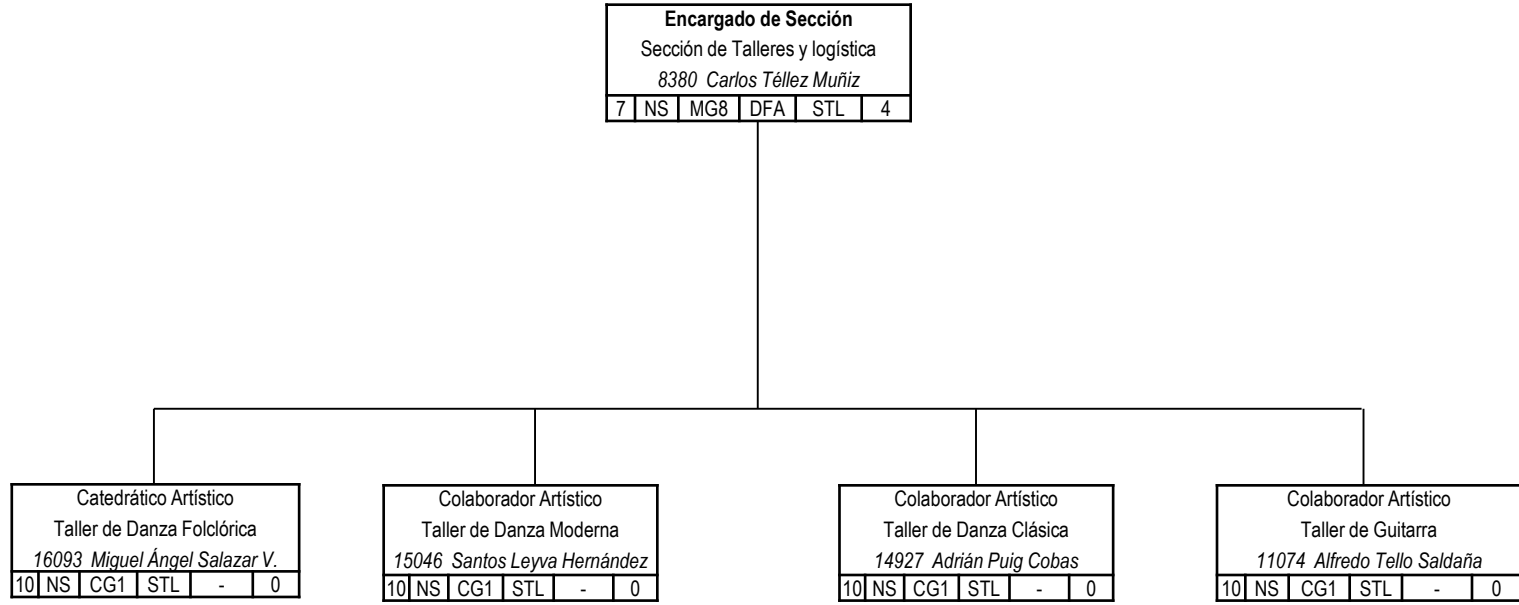 Encargado de Sección
Sección de Talleres y logística
8380 Carlos Téllez Muñiz
7 NS MG8 DFA STL 4
Catedrático Artístico
Taller de Danza Folclórica
16093 Miguel Ángel Salazar V.
10 NS CG1 STL - 0
Colaborador Artístico
Taller de Danza Moderna
15046 Santos Leyva Hernández
10 NS CG1 STL - 0
Colaborador Artístico
Taller de Danza Clásica
14927 Adrián Puig Cobas
10 NS CG1 STL - 0
Colaborador Artístico
Taller de Guitarra
11074 Alfredo Tello Saldaña
10 NS CG1 STL - 0